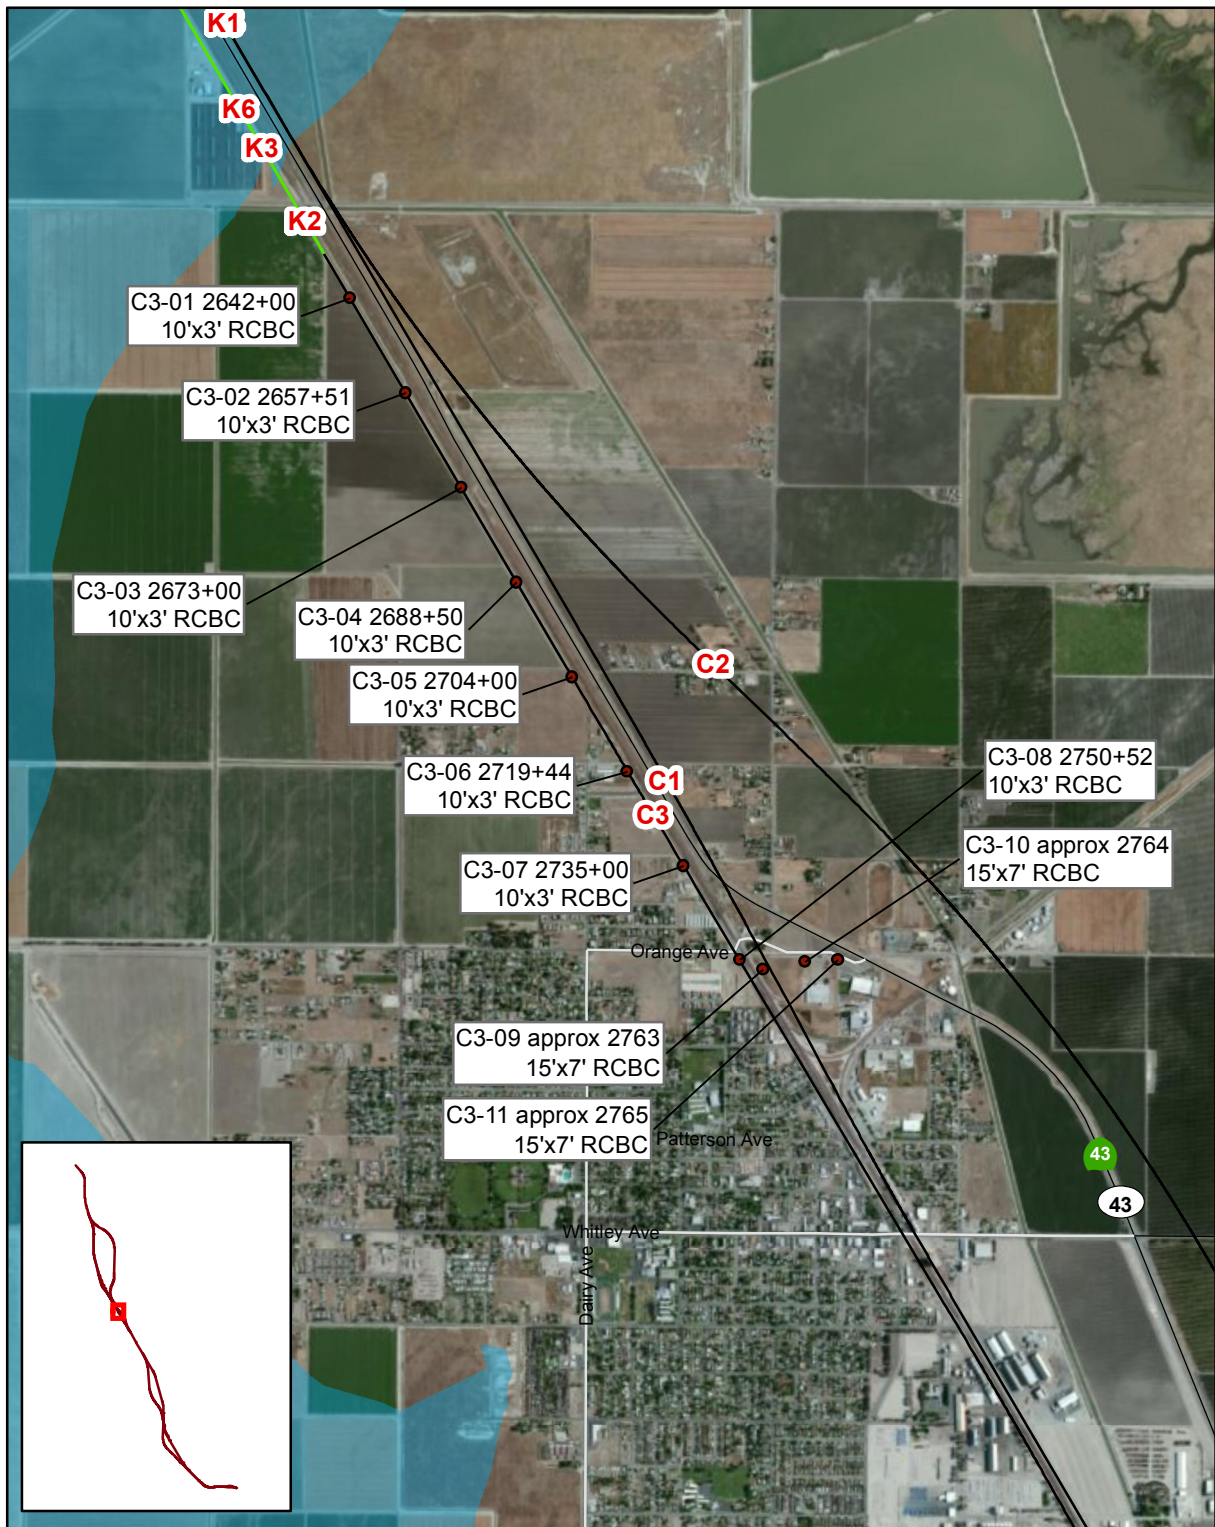 K1
K6
K3
K2
C3-01 2642+00
10'x3' RCBC
C3-02 2657+51
10'x3' RCBC
C3-03 2673+00
10'x3' RCBC
C3-04 2688+50
10'x3' RCBC
C2
C3-05 2704+00
10'x3' RCBC
C3-06 2719+44
10'x3' RCBC
C1
C3
C3-08 2750+52
10'x3' RCBC
C3-10 approx 2764
15'x7' RCBC
C3-07 2735+00
10'x3' RCBC
Orange Ave
C3-09 approx 2763
15'x7' RCBC
C3-11 approx 2765
15'x7' RCBC
Patterson Ave
43
43
Whitley Ave
Dairy Ave